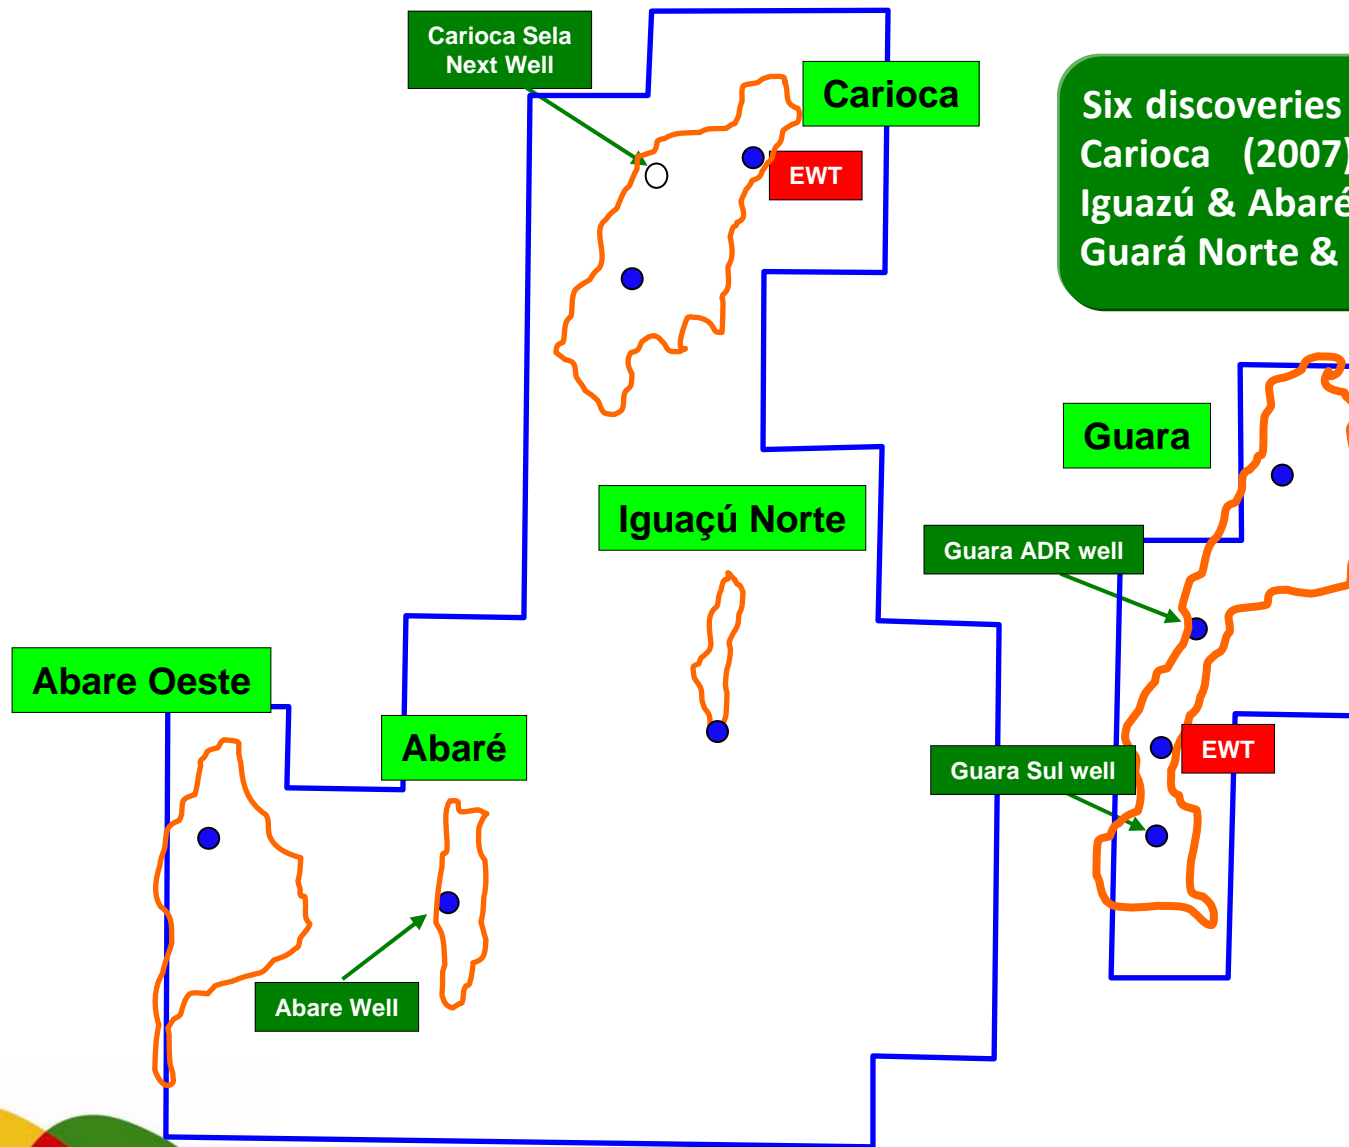 Carioca Sela
Next Well
Carioca
EWT
Six discoveries
Carioca (2007)
Iguazú & Abaré
Guará Norte &
Guara
Iguaçú Norte
Guara ADR well
Abare Oeste
Abaré
EWT
Guara Sul well
Abare Well